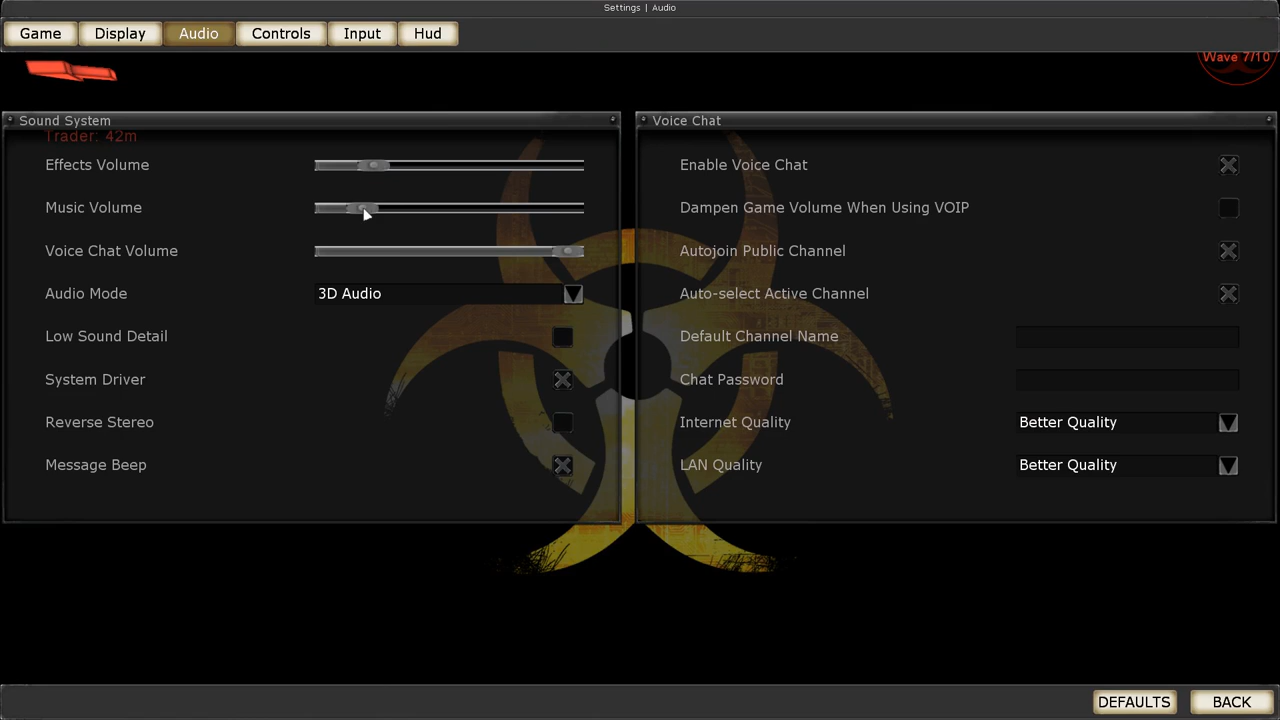 Settings | Audio
Game Display Audio Controls Input Hud
Wave 7/10
Sound System
Trader: 42m
Effects Volume
Music Volume
Voice Chat Volume
Audio Mode 3D Audio
Low Sound Detail
System Driver
Reverse Stereo
Message Beep
Voice Chat
Enable Voice Chat
Dampen Game Volume When Using VOIP
Autojoin Public Channel
Auto-select Active Channel
Default Channel Name
Chat Password
Internet Quality Better Quality
LAN Quality Better Quality
DEFAULTS BACK